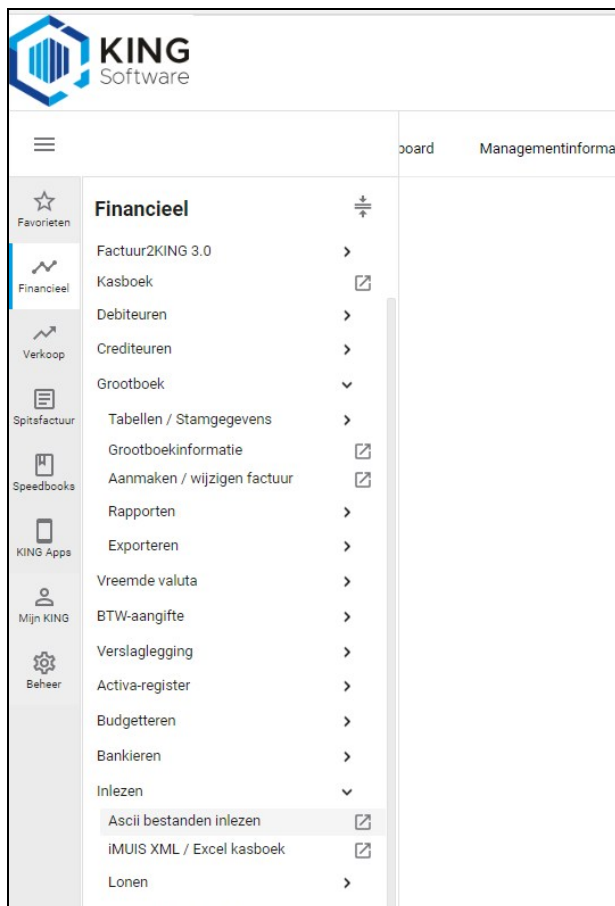 KING
Software
board
Managementinforma
Favorieten
Financieel
Verkoop
Spitsfactuur
Speedbooks
KING Apps
Mijn KING
Beheer
Financieel
Factuur2KING 3.0
Kasboek
Debiteuren
Crediteuren
Grootboek
Tabellen / Stamgegevens
Grootboekinformatie
Aanmaken / wijzigen factuur
Rapporten
Exporteren
Vreemde valuta
BTW-aangifte
Verslaglegging
Activa-register
Budgetteren
Bankieren
Inlezen
Ascii bestanden inlezen
iMUIS XML / Excel kasboek
Lonen